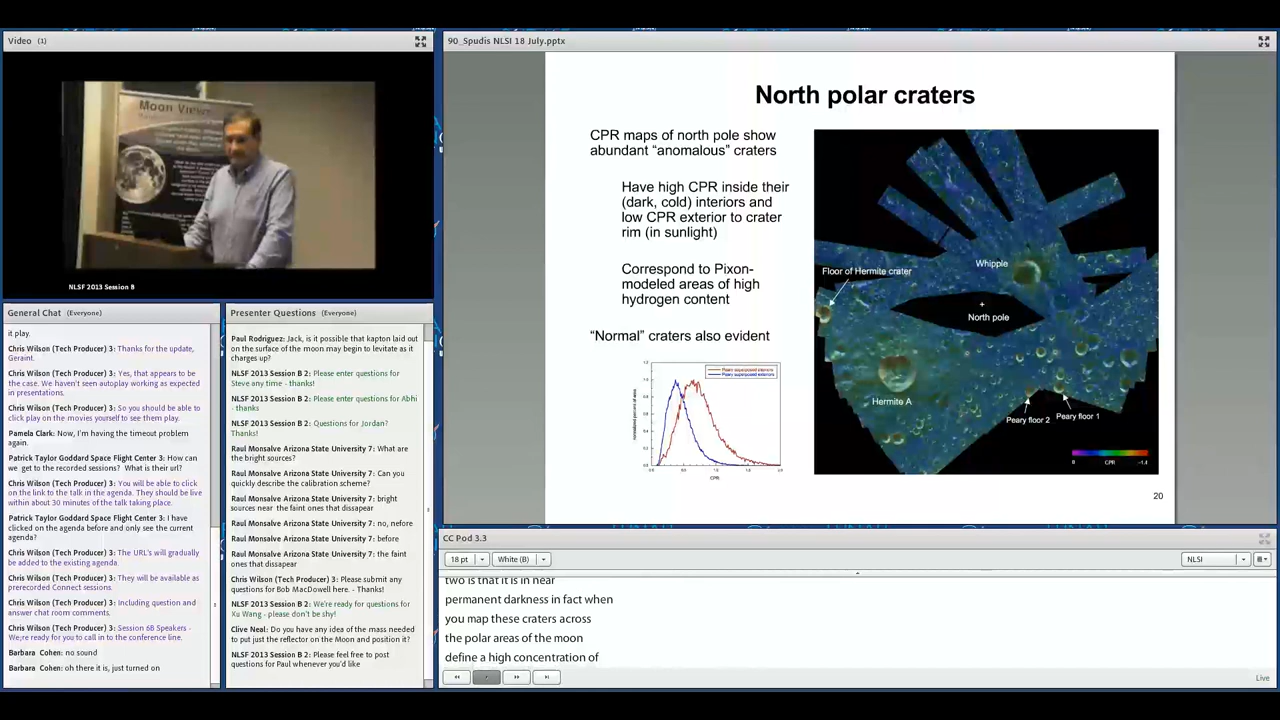 Video (1)
Moon Views
NLSF 2013 Session B
General Chat (Everyone)
it play.
Chris Wilson (Tech Producer) 3: Thanks for the update,
Geraint.
Chris Wilson (Tech Producer) 3: Yes, that appears to be
the case. We haven't seen autoplay working as expected
in presentations.
Chris Wilson (Tech Producer) 3: So you should be able to
click play on the movies yourself to see them play.
Pamela Clark: Now, I'm having the timeout problem
again.
Patrick Taylor Goddard Space Flight Center 3: How can
we get to the recorded sessions? What is their url?
Chris Wilson (Tech Producer) 3: You will be able to click
on the link to the talk in the agenda. They should be live
within about 30 minutes of the talk taking place.
Patrick Taylor Goddard Space Flight Center 3: I have
clicked on the agenda before and only see the current
agenda?
Chris Wilson (Tech Producer) 3: The URL's will gradually
be added to the existing agenda
Chris Wilson (Tech Producer) 3: They will be available as
prerecorded Connect sessions.
Chris Wilson (Tech Producer) 3: Including question and
answer chat room comments.
Chris Wilson (Tech Producer) 3: Session 6B Speakers -
We;re ready for you to call in to the conference line.
Barbara Cohen: no sound
Barbara Cohen: oh there it is, just turned on
Presenter Questions (Everyone)
Paul Rodriguez: Jack, is it possible that kapton laid out
on the surface of the moon may begin to levitate as it
charges up?
NLSF 2013 Session B 2: Please enter questions for
Steve any time - thanks!
NLSF 2013 Session B 2: Please enter questions for Abhi
- thanks
NLSF 2013 Session B 2: Questions for Jordan?
Thanks!
Raul Monsalve Arizona State University 7: What are
the bright sources?
Raul Monsalve Arizona State University 7: Can you
quickly describe the calibration scheme?
Raul Monsalve Arizona State University 7: bright
sources near the faint ones that dissapear
Raul Monsalve Arizona State University 7: no, nefore
Raul Monsalve Arizona State University 7: before
Raul Monsalve Arizona State University 7: the faint
ones that dissapear
Chris Wilson (Tech Producer) 3: Please submit any
questions for Bob MacDowell here. - Thanks!
NLSF 2013 Session B 2: We're ready for questions for
Xu Wang - please don't be shy!
Clive Neal: Do you have any idea of the mass needed
to put just the reflector on the Moon and position it?
NLSF 2013 Session B 2: Please feel free to post
questions for Paul whenever you'd like
90_Spudis NLSI 18 July.pptx
North polar craters
CPR maps of north pole show
abundant “anomalous” craters
Have high CPR inside their
(dark, cold) interiors and
low CPR exterior to crater
rim (in sunlight)
Correspond to Pixon-
modeled areas of high
hydrogen content
“Normal” craters also evident
Peary superposed interiors
Peary superposed exteriors
CPR
Whipple
Floor of Hermite crater
North pole
Hermite A
Peary floor 2
Peary floor 1
0 CPR ~1.4
20
CC Pod 3.3
18 pt White (B) NLSI
two is that it is in near
permanent darkness in fact when
you map these craters across
the polar areas of the moon
define a high concentration of
Live